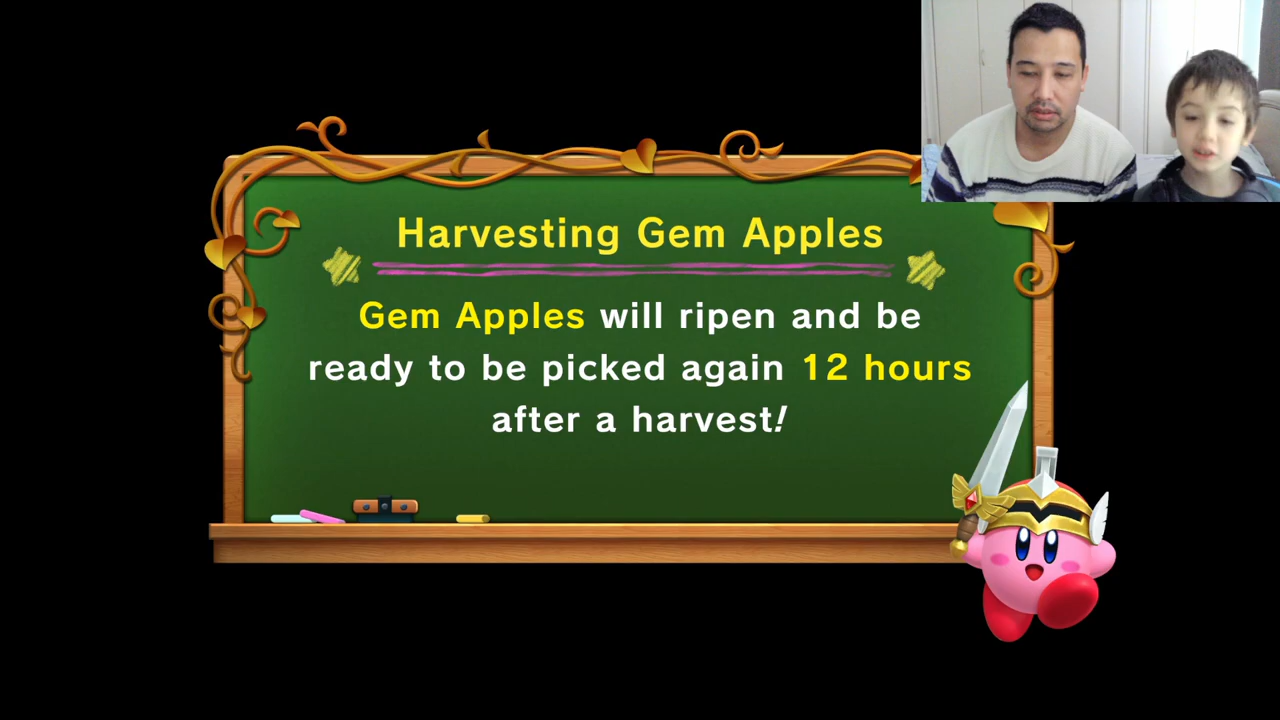 Harvesting Gem Apples
Gem Apples will ripen and be
ready to be picked again 12 hours
after a harvest!